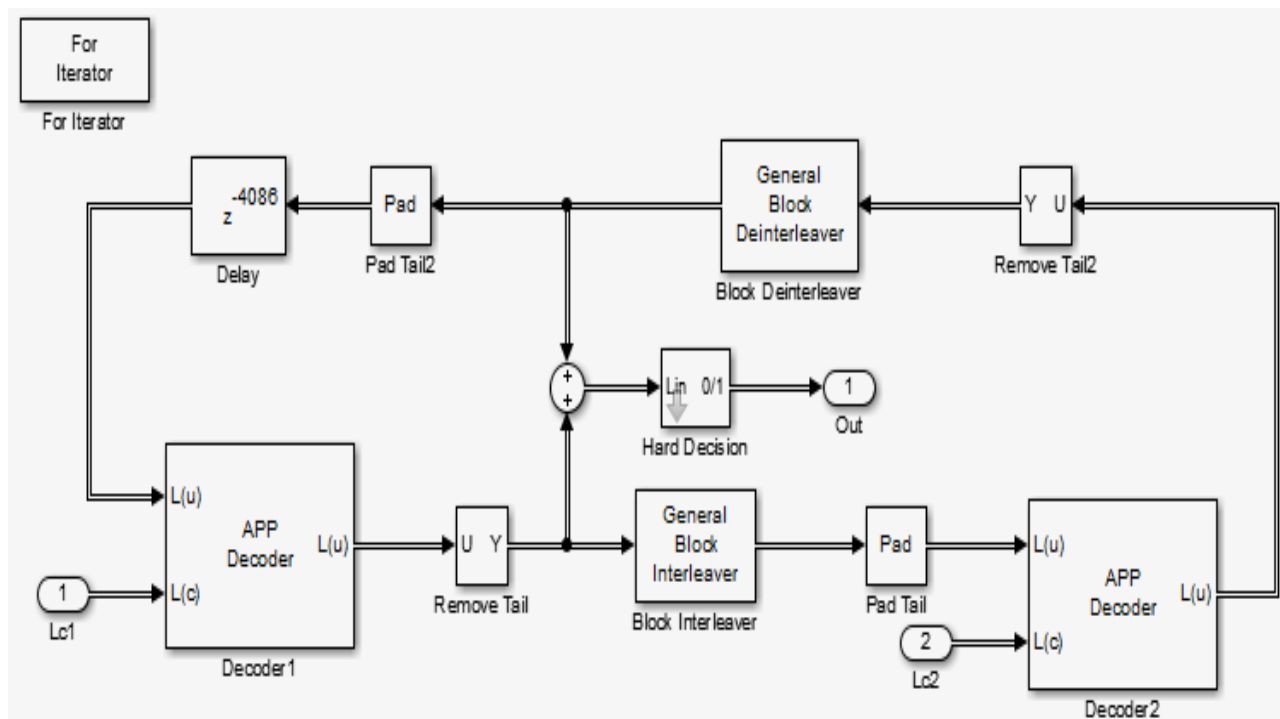 For
Iterator
For Iterator
-4086
z
Delay
Pad
Pad Tail2
General
Block
Deinterleaver
Block Deinterleaver
Y U
Remove Tail2
+
+
Lin 0/1
Hard Decision
1
Out
L(u)
APP
Decoder
L(u)
L(c)
Decoder1
1
Lc1
U Y
Remove Tail
General
Block
Interleaver
Block Interleaver
Pad
Pad Tail
L(u)
APP
Decoder
L(u)
L(c)
Decoder2
2
Lc2